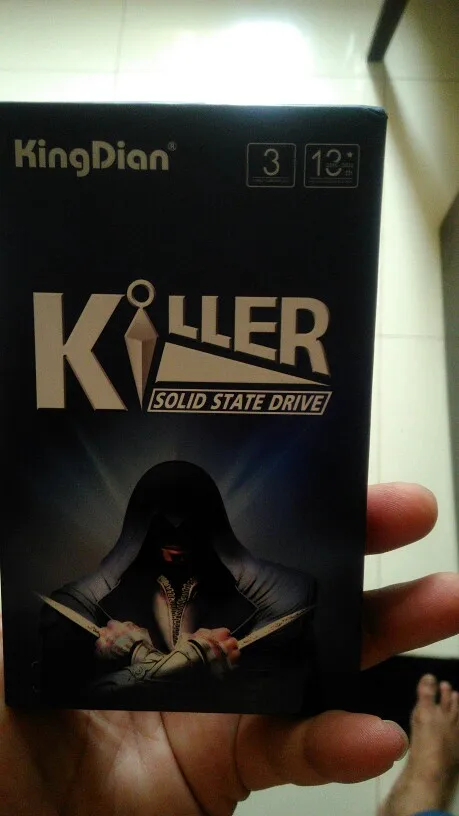 KingDian®
3
KiLLER
SOLID STATE DRIVE